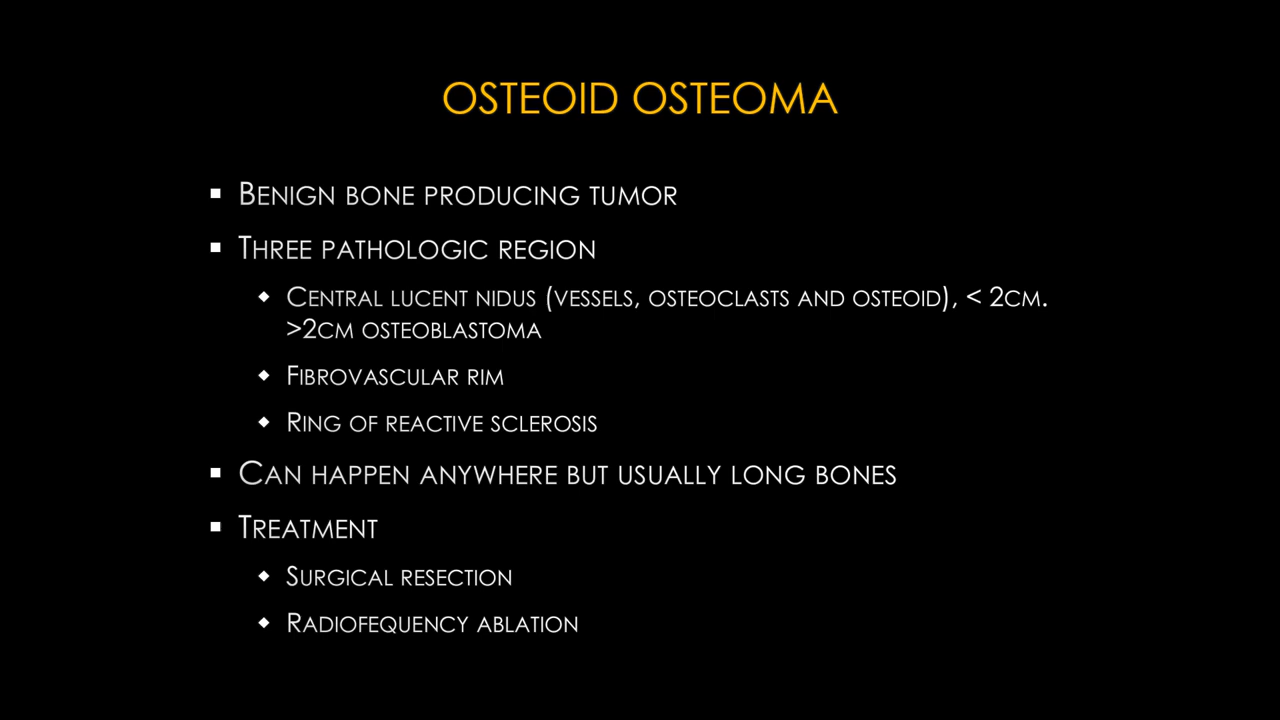 OSTEOID OSTEOMA
▪ BENIGN BONE PRODUCING TUMOR
▪ THREE PATHOLOGIC REGION
◆ CENTRAL LUCENT NIDUS (VESSELS, OSTEOCLASTS AND OSTEOID), < 2CM.
>2CM OSTEOBLASTOMA
◆ FIBROVASCULAR RIM
◆ RING OF REACTIVE SCLEROSIS
▪ CAN HAPPEN ANYWHERE BUT USUALLY LONG BONES
▪ TREATMENT
◆ SURGICAL RESECTION
◆ RADIOFEQUENCY ABLATION